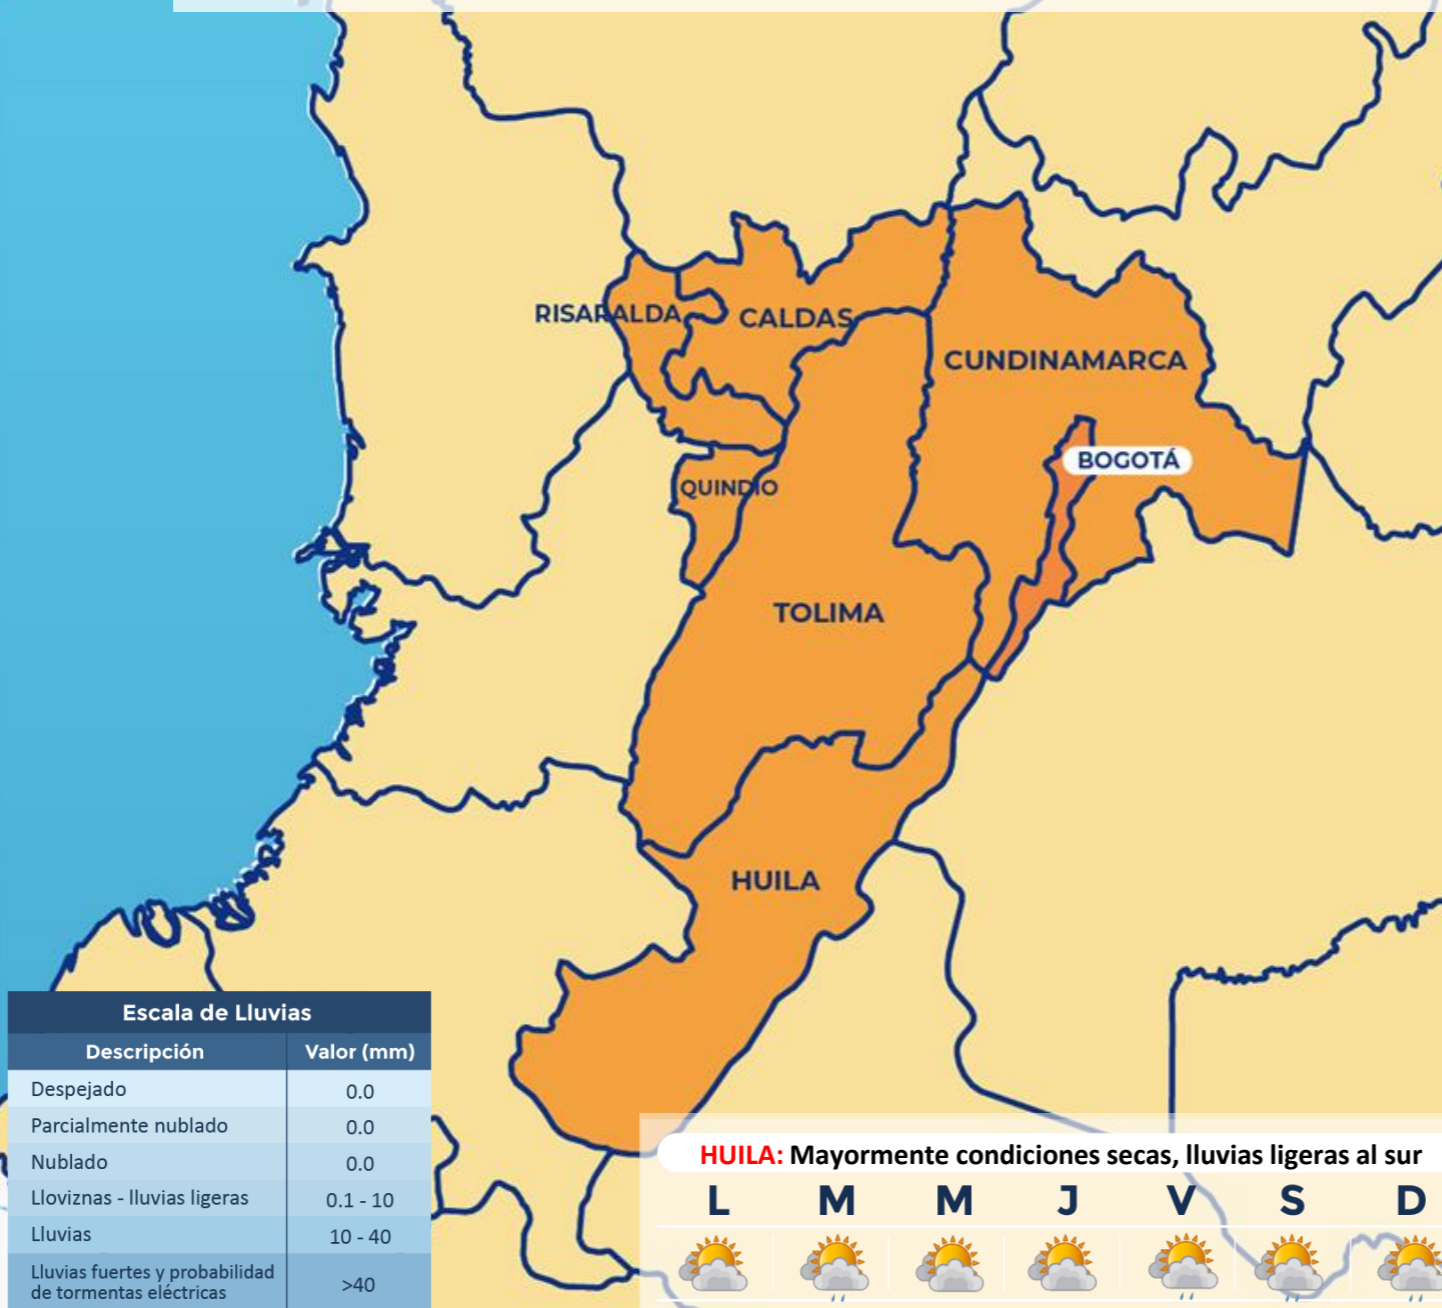 RISARALDA
CALDAS
CUNDINAMARCA
BOGOTÁ
QUINDIO
TOLIMA
HUILA
Escala de Lluvias
Descripción Valor (mm)
Despejado 0.0
Parcialmente nublado 0.0
Nublado 0.0
Lloviznas - lluvias ligeras 0.1 - 10
Lluvias 10 - 40
Lluvias fuertes y probabilidad
de tormentas eléctricas >40
HUILA: Mayormente condiciones secas, lluvias ligeras al sur
L M M J V S D